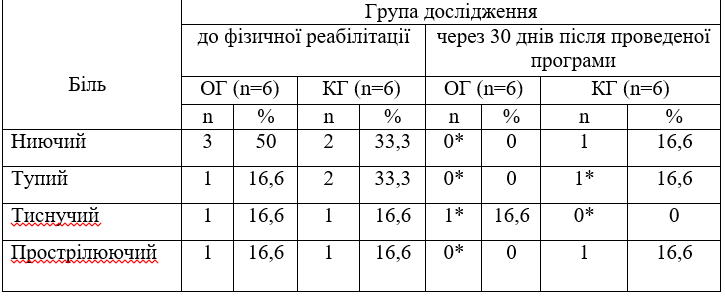 Група дослідження
до фізичної реабілітації через 30 днів після проведеної
програми
Біль
ОГ (n=6) КГ (n=6) ОГ (n=6) КГ (n=6)
n % n % n % n %
Ниючий 3 50 2 33,3 0* 0 1 16,6
Тупий 1 16,6 2 33,3 0* 0 1* 16,6
Тиснучий 1 16,6 1 16,6 1* 16,6 0* 0
Прострілюючий 1 16,6 1 16,6 0* 0 1 16,6